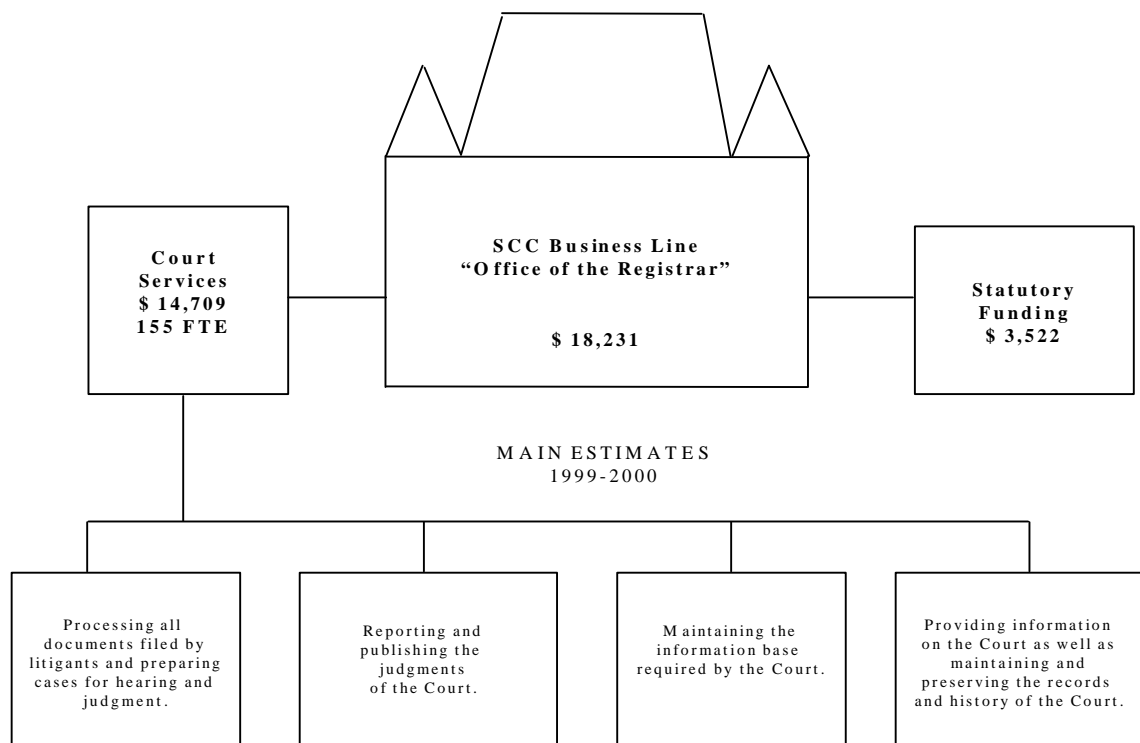 SCC Business Line
“Office of the Registrar”
$ 18,231
Court
Services
$ 14,709
155 FTE
Statutory
Funding
$ 3,522
MAIN ESTIMATES
1999-2000
Processing all
documents filed by
litigants and preparing
cases for hearing and
judgment.
Reporting and
publishing the
judgments
of the Court.
Maintaining the
information base
required by the Court.
Providing information
on the Court as well as
maintaining and
preserving the records
and history of the Court.